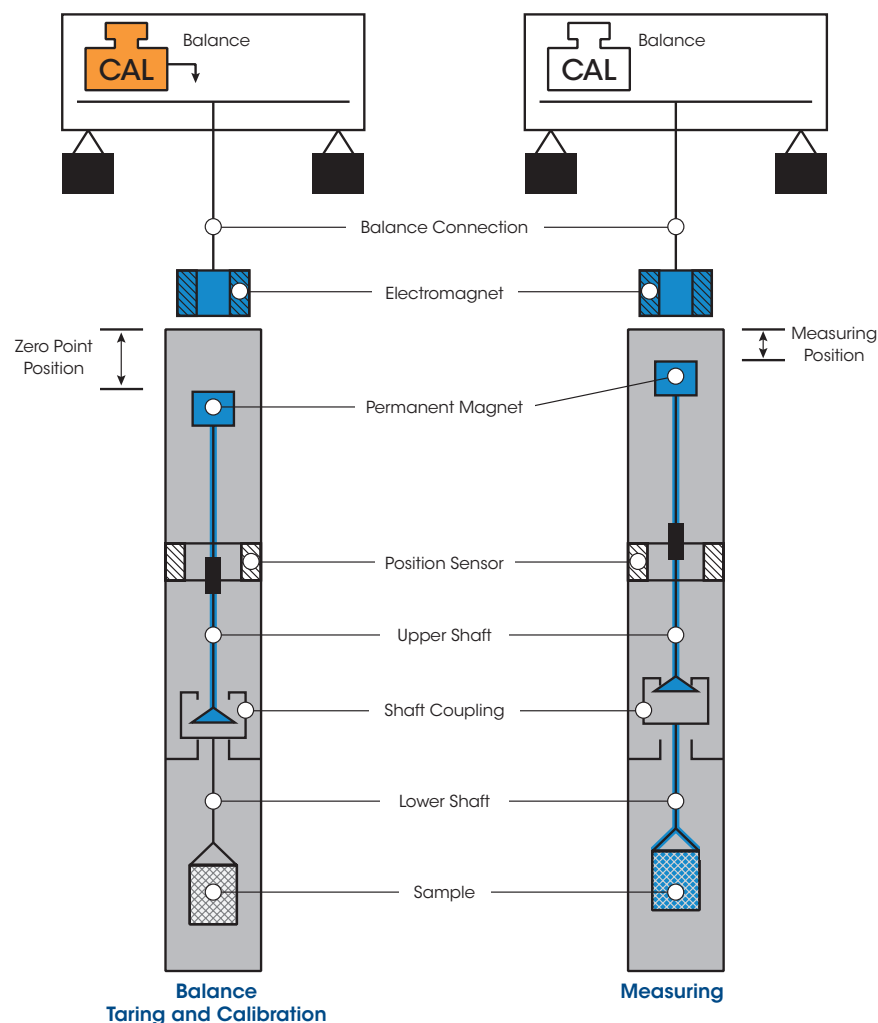 Balance
CAL
Balance
CAL
Balance Connection
Electromagnet
Zero Point
Position
Measuring
Position
Permanent Magnet
Position Sensor
Upper Shaft
Shaft Coupling
Lower Shaft
Sample
Balance
Taring and Calibration
Measuring